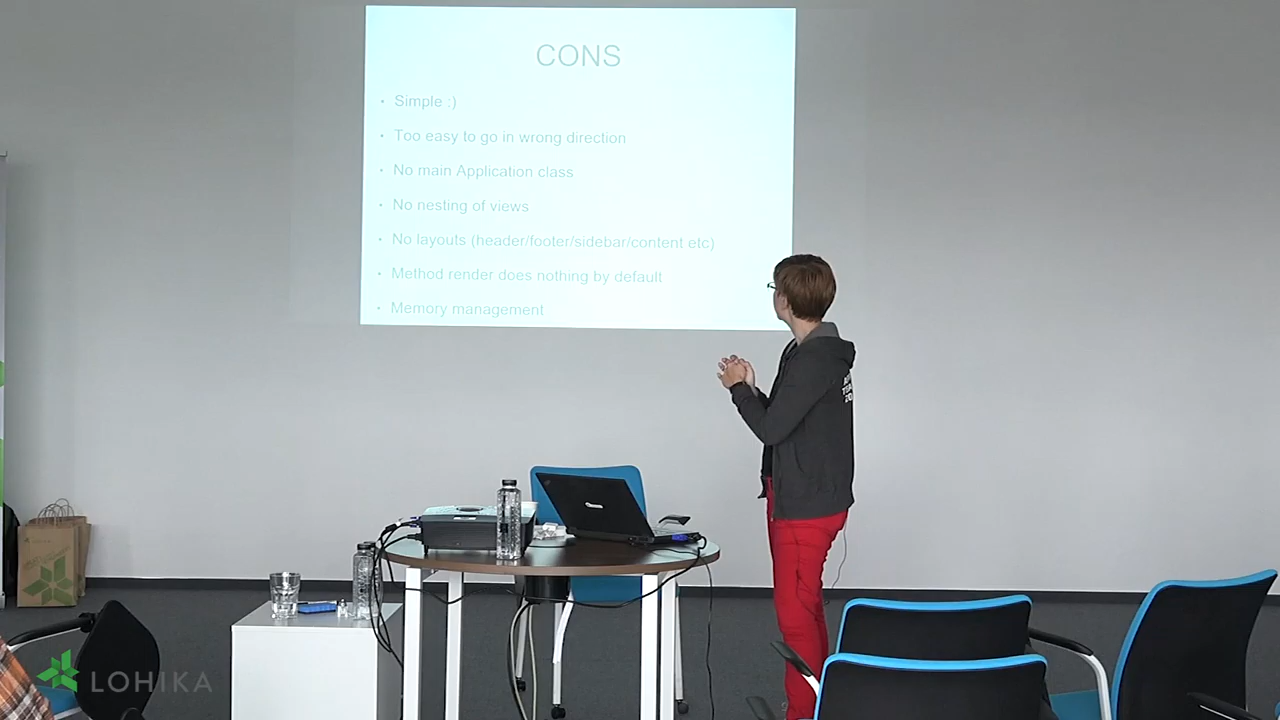 CONS
• Simple :)
• Too easy to go in wrong direction
• No main Application class
• No nesting of views
• No layouts (header/footer/sidebar/content etc)
• Method render does nothing by default
• Memory management
LOHIKA